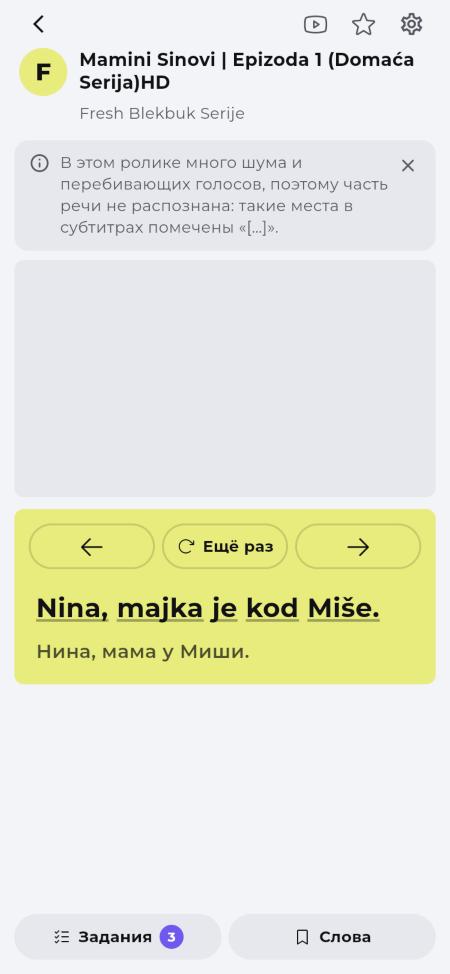 F
Mamini Sinovi | Epizoda 1 (Domaća
Serija)HD
Fresh Blekbuk Serije
В этом ролике много шума и
перебивающих голосов, поэтому часть
речи не распознана: такие места в
субтитрах помечены «[…]».
Ещё раз
Nina, majka je kod Miše.
Нина, мама у Миши.
Задания 3
Слова